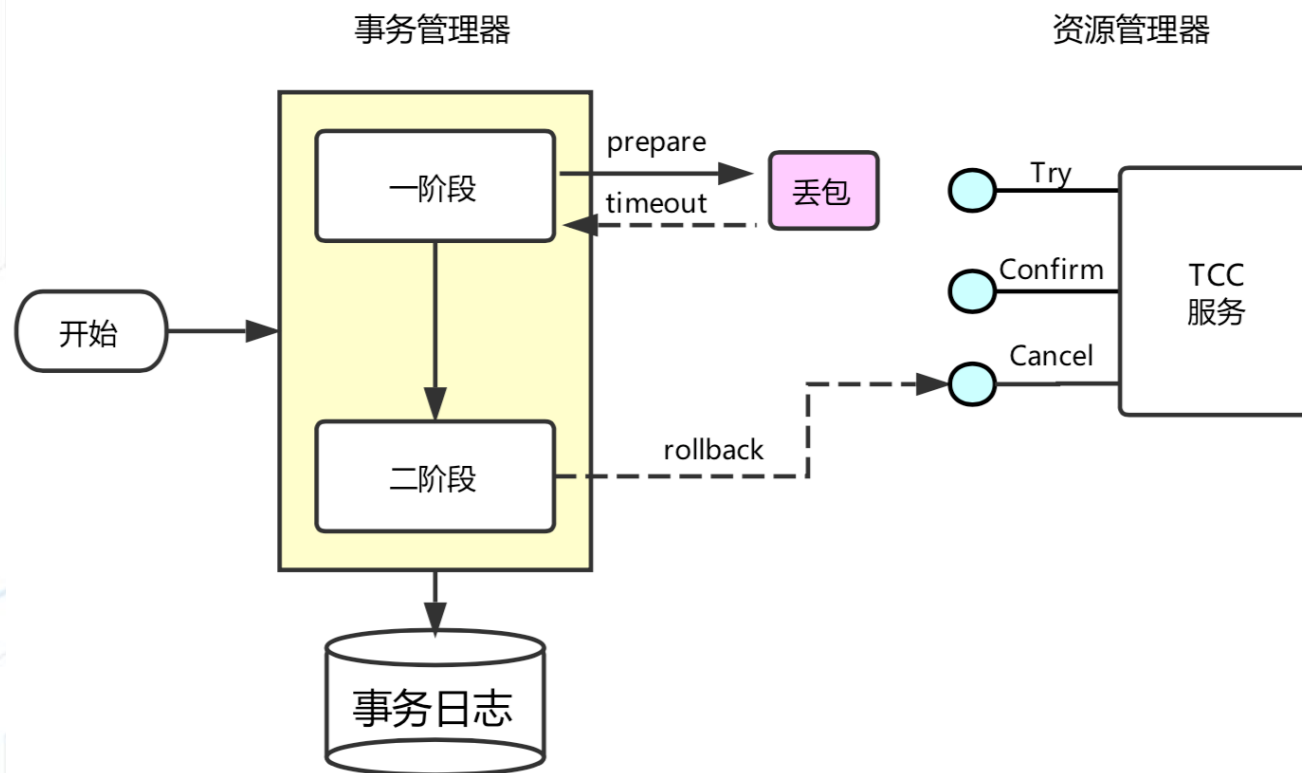 事务管理器
资源管理器
一阶段
prepare
timeout
丢包
Try
Confirm
Cancel
TCC
服务
开始
二阶段
rollback
事务日志